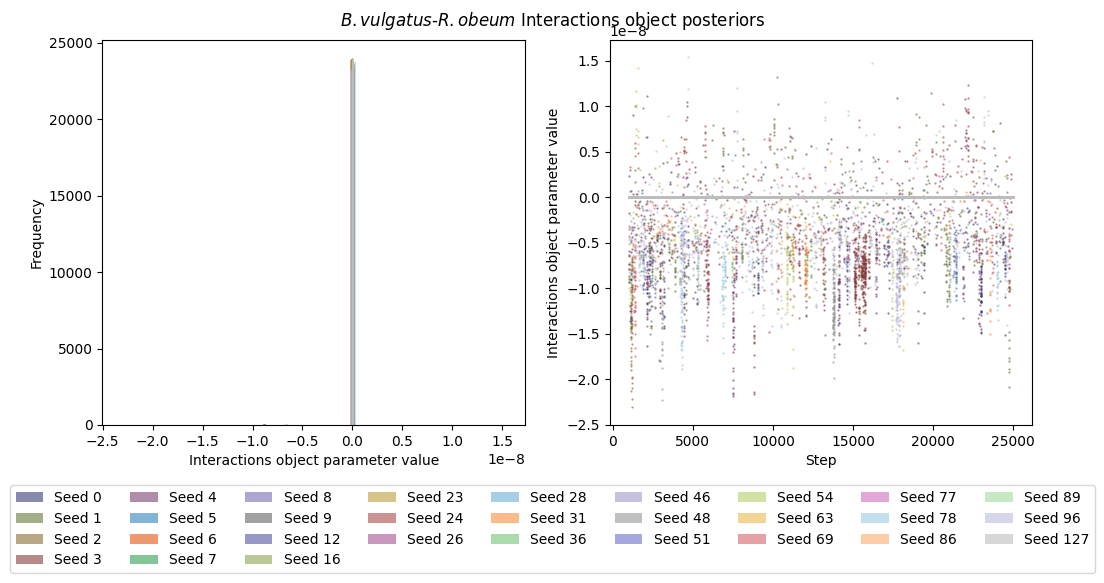 B.vulgatus-R.obeum Interactions object posteriors
25000
20000
15000
10000
5000
0
Frequency
−2.5 −2.0 −1.5 −1.0 −0.5 0.0 0.5 1.0 1.5
1e−8
Interactions object parameter value
1e−8
1.5
1.0
0.5
0.0
−0.5
−1.0
−1.5
−2.0
−2.5
Interactions object parameter value
0 5000 10000 15000 20000 25000
Step
Seed 0 Seed 4 Seed 8 Seed 23 Seed 28 Seed 46 Seed 54 Seed 77 Seed 89
Seed 1 Seed 5 Seed 9 Seed 24 Seed 31 Seed 48 Seed 63 Seed 78 Seed 96
Seed 2 Seed 6 Seed 12 Seed 26 Seed 36 Seed 51 Seed 69 Seed 86 Seed 127
Seed 3 Seed 7 Seed 16